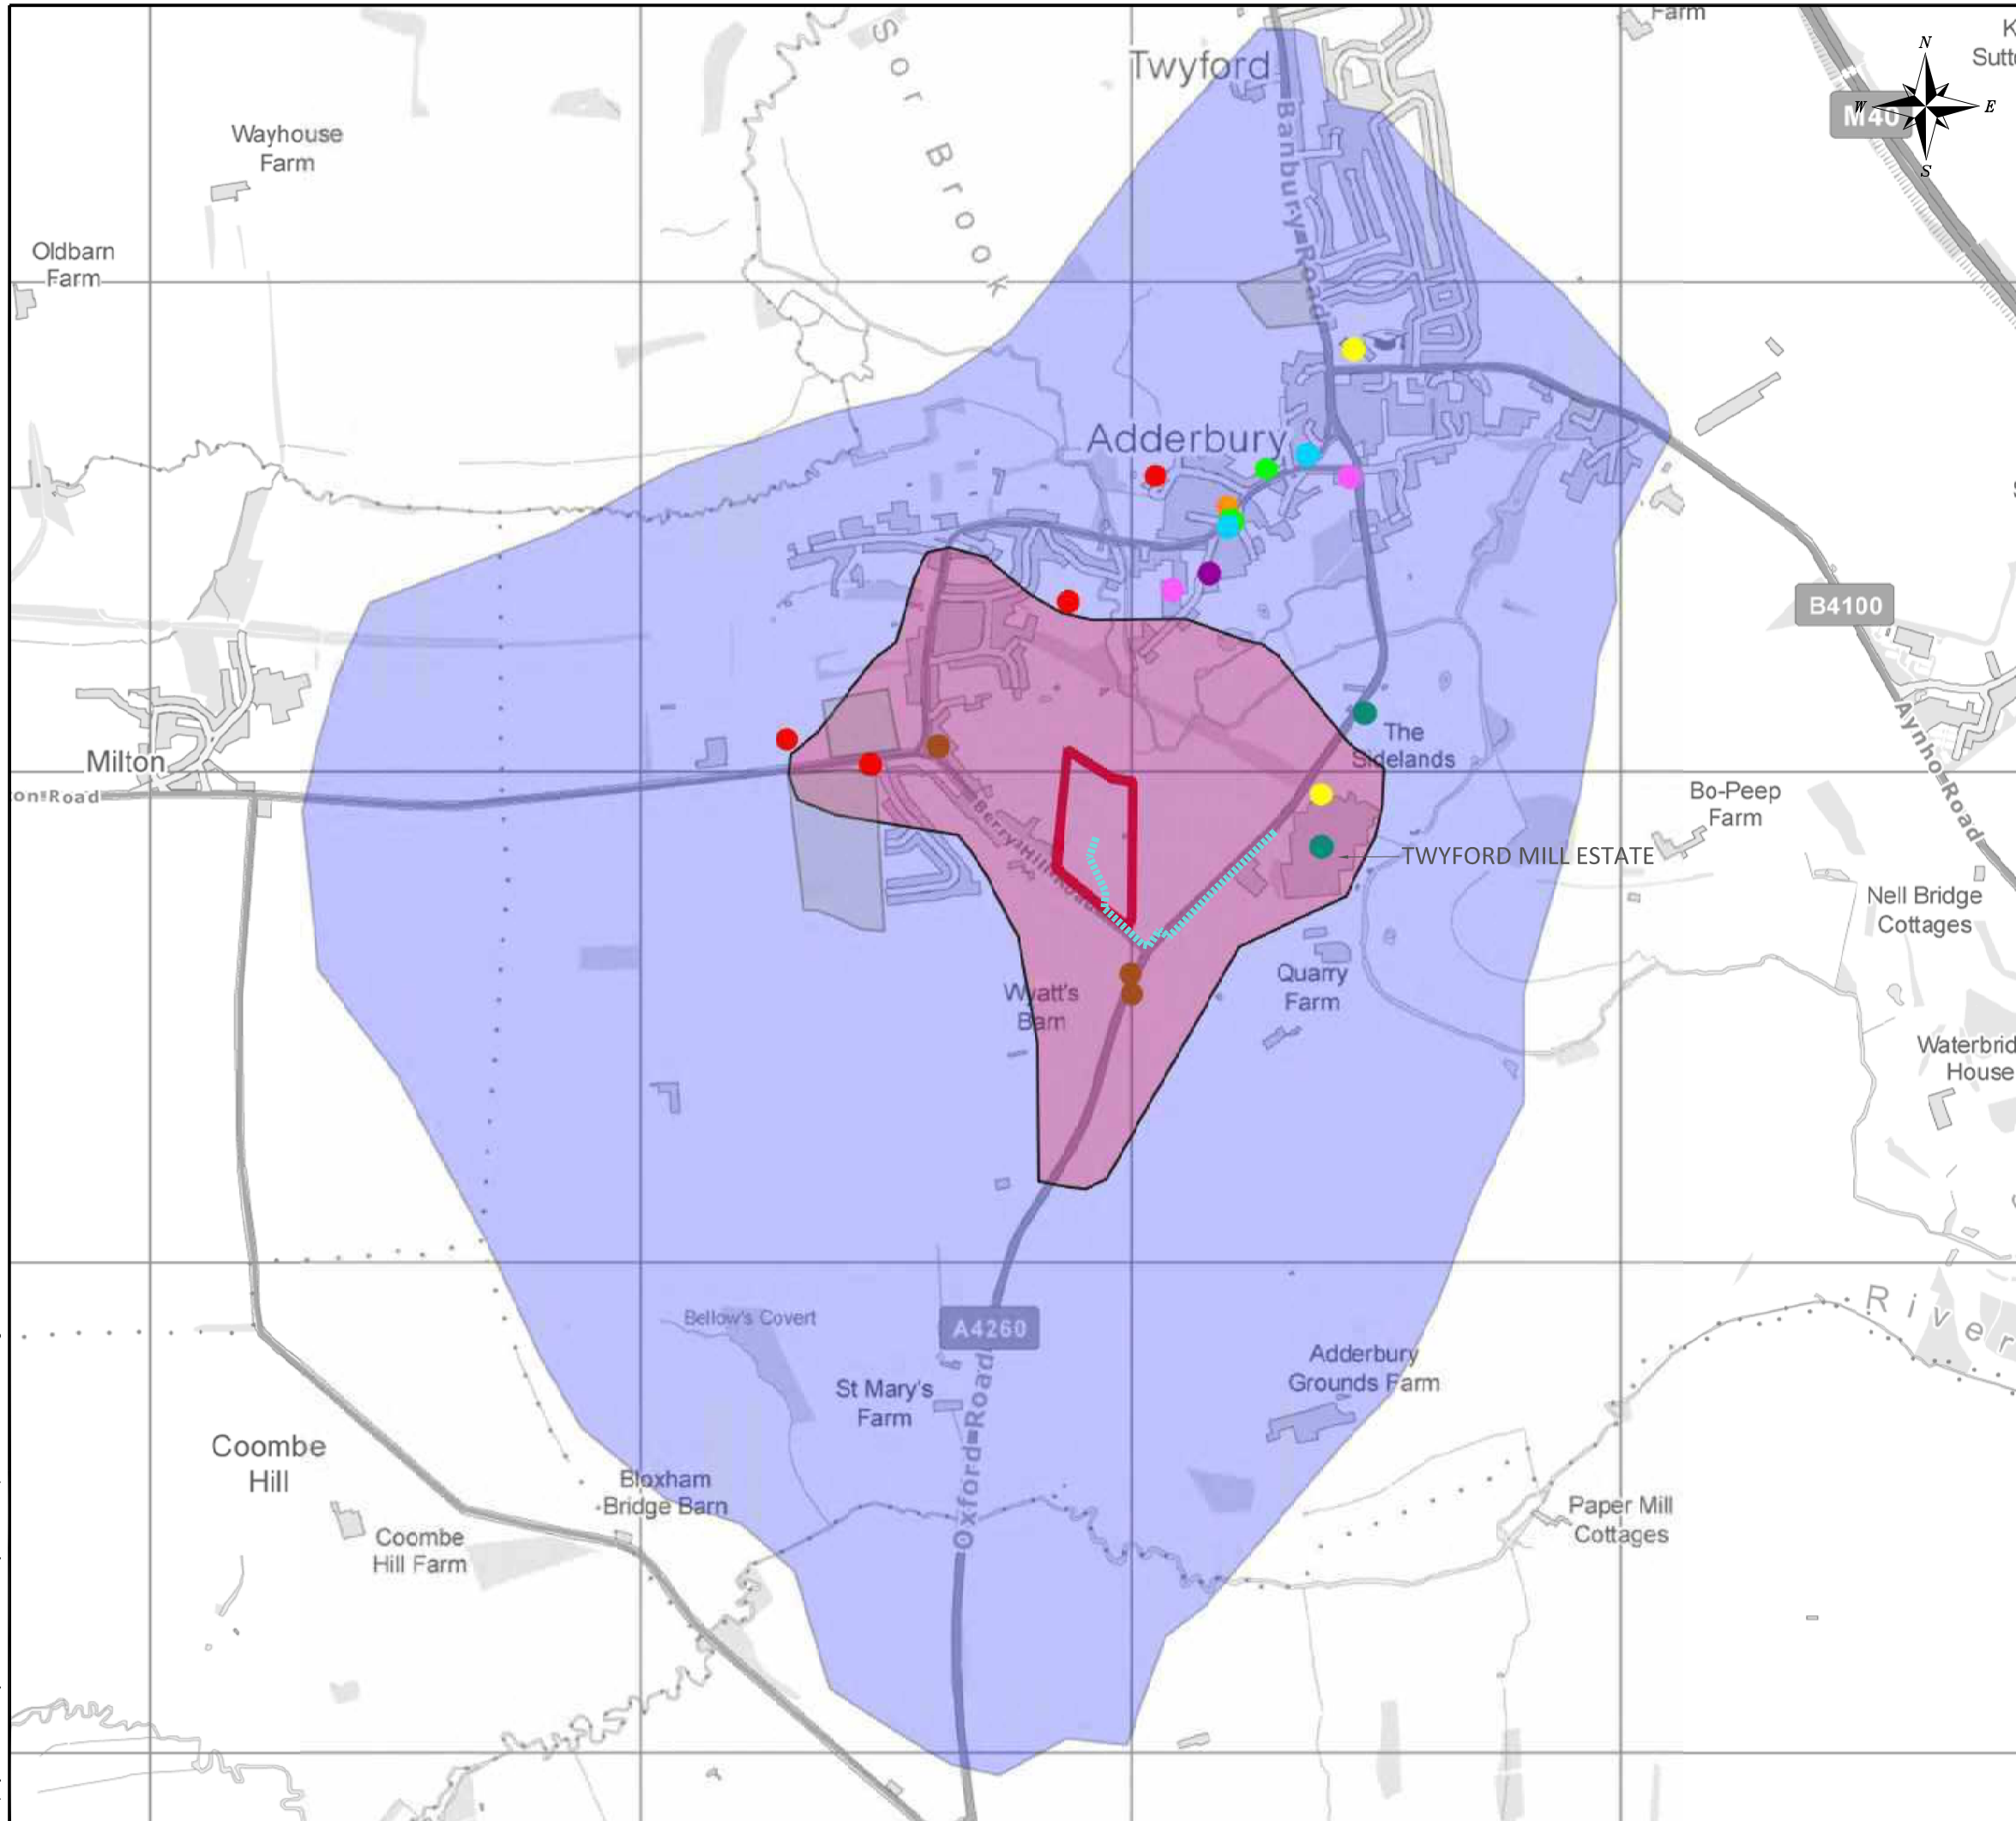 Farm
Twyford
N
W
E
S
M40
Sor Brook
Banbury Road
Wayhouse
Farm
Oldbarn
Farm
Adderbury
B4100
Aynho Road
The
Sidelands
Milton
Road
Berry Hill Road
Bo-Peep
Farm
TWYFORD MILL ESTATE
Nell Bridge
Cottages
Quarry
Farm
Wyatt's
Barn
House
Bellow's Covert
A4260
Oxford Road
St Mary's
Farm
Adderbury
Grounds Farm
River
Coombe
Hill
Bloxham
Bridge Barn
Coombe
Hill Farm
Paper Mill
Cottages